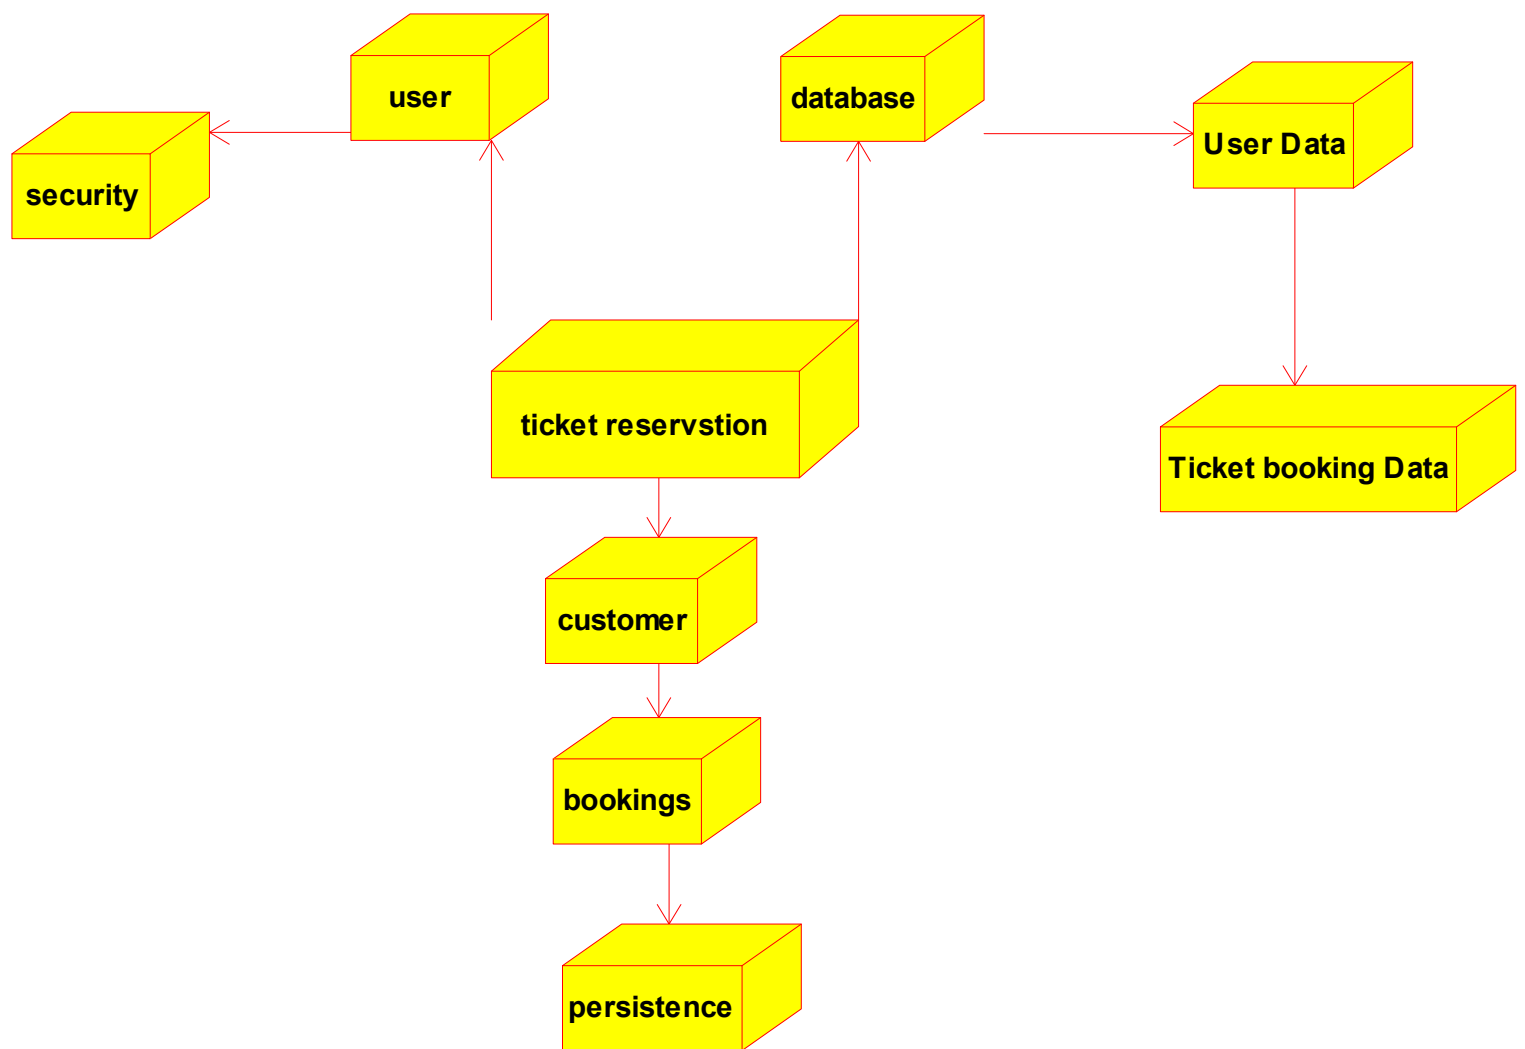 user
database
User Data
security
ticket reservstion
Ticket booking Data
customer
bookings
persistence